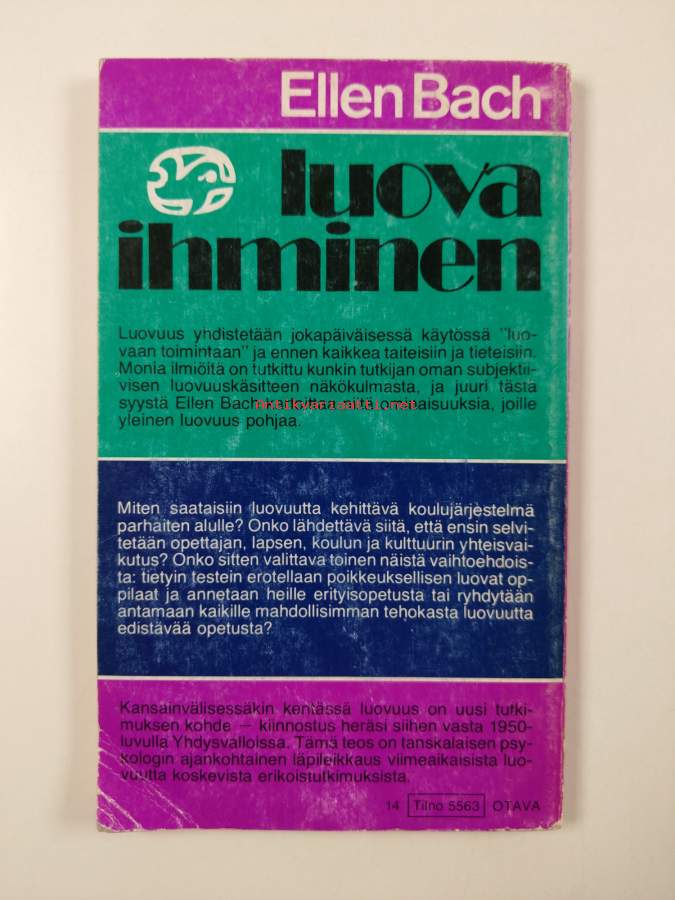 Ellen Bach
luova
ihminen
Luovuus yhdistetään jokapäiväisessä käytössä "luo-
vaan toimintaan" ja ennen kaikkea taiteisiin ja tieteisiin.
Monia ilmiöitä on tutkittu kunkin tutkijan oman subjektii-
visen luovuuskäsitteen näkökulmasta, ja juuri tästä
syystä Ellen Bach kartoittaa niitä ominaisuuksia, joille
antikvariaatti.net
yleinen luovuus pohjaa.
Miten saataisiin luovuutta kehittävä koulujärjestelmä
parhaiten alulle? Onko lähdettävä siitä, että ensin selvi-
tetään opettajan, lapsen, koulun ja kulttuurin yhteisvai-
kutus? Onko sitten valittava toinen näistä vaihtoehdois-
ta: tietyin testein erotellaan poikkeuksellisen luovat op-
pilaat ja annetaan heille erityisopetusta tai ryhdytään
antamaan kaikille mahdollisimman tehokasta luovuutta
edistävää opetusta?
Kansainvälisessäkin kentässä luovuus on uusi tutki-
muksen kohde — kiinnostus heräsi siihen vasta 1950-
luvulla Yhdysvalloissa. Tämä teos on tanskalaisen psy-
kologin ajankohtainen läpileikkaus viimeaikaisista luo-
vuutta koskevista erikoistutkimuksista.
14 Tilno 5563 OTAVA